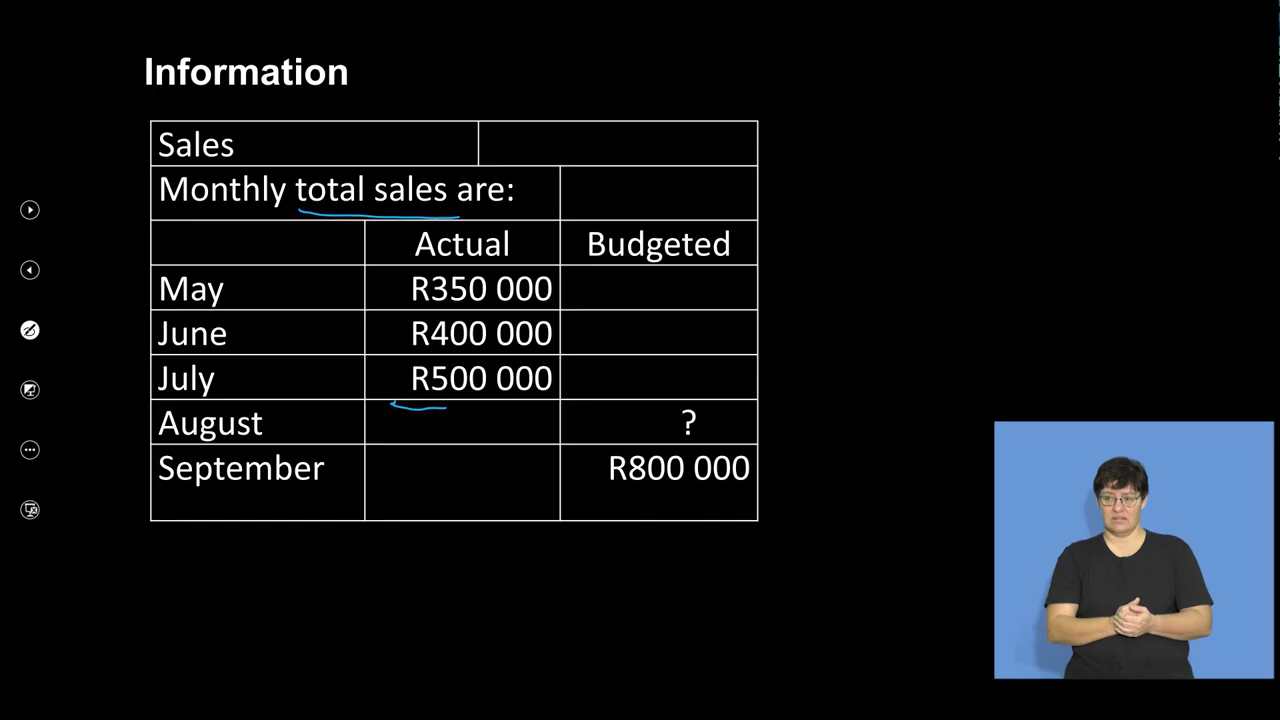 Information
Sales
Monthly total sales are:
Actual Budgeted
May R350 000
June R400 000
July R500 000
August ?
September R800 000